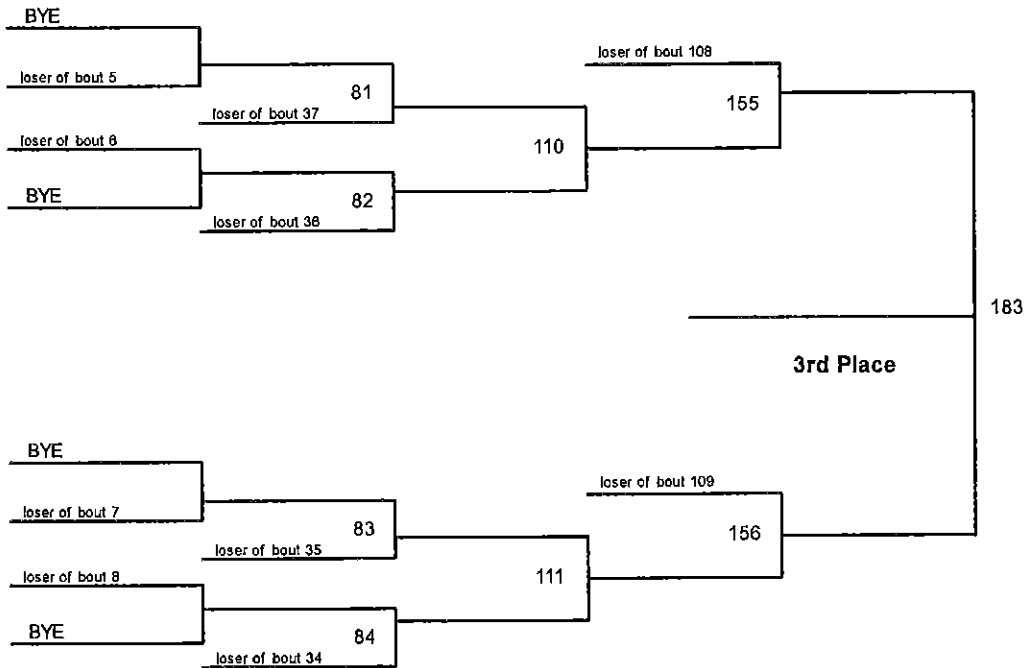 BYE
loser of bout 5
81
loser of bout 37
loser of bout 6
BYE
82
loser of bout 36
110
loser of bout 108
155
183
3rd Place
BYE
loser of bout 7
83
loser of bout 35
loser of bout 8
BYE
84
loser of bout 34
111
loser of bout 109
156